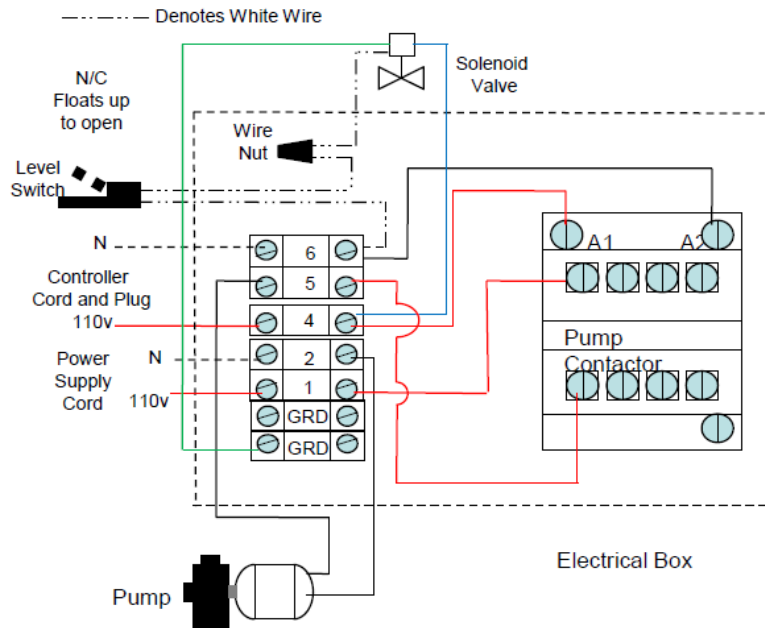 Denotes White Wire
N/C
Floats up
to open
Solenoid
Valve
Wire
Nut
Level
Switch
N
Controller
Cord and Plug
110v
Power
Supply
Cord
N
110v
6
5
4
2
1
GRD
GRD
A1
A2
Pump
Contactor
Electrical Box
Pump